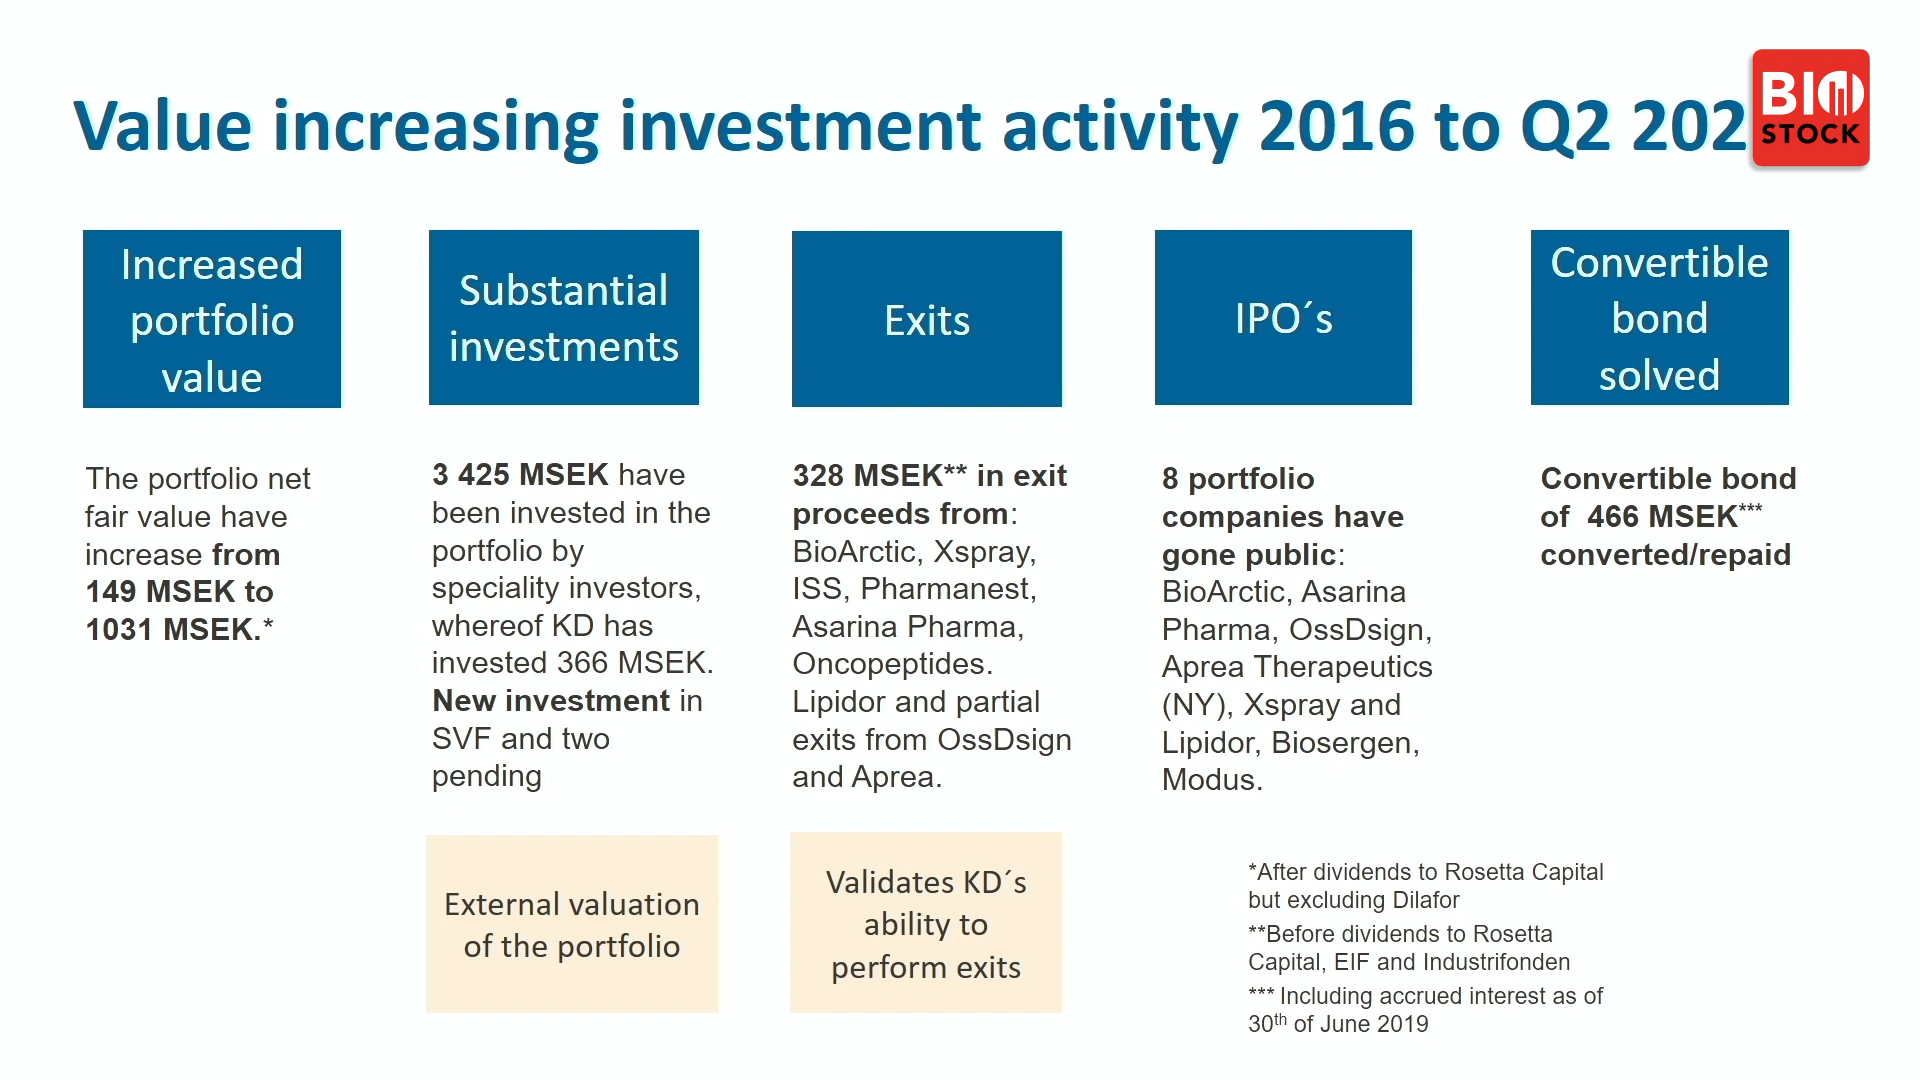 Value increasing investment activity 2016 to Q2 202
BIO
STOCK
Increased
portfolio
value
Substantial
investments
Exits
IPO´s
Convertible
bond
solved
The portfolio net
fair value have
increase from
149 MSEK to
1031 MSEK.*
3 425 MSEK have
been invested in the
portfolio by
speciality investors,
whereof KD has
invested 366 MSEK.
New investment in
SVF and two
pending
328 MSEK** in exit
proceeds from:
BioArctic, Xspray,
ISS, Pharmanest,
Asarina Pharma,
Oncopeptides.
Lipidor and partial
exits from OssDsign
and Aprea.
8 portfolio
companies have
gone public:
BioArctic, Asarina
Pharma, OssDsign,
Aprea Therapeutics
(NY), Xspray and
Lipidor, Biosergen,
Modus.
Convertible bond
of 466 MSEK***
converted/repaid
External valuation
of the portfolio
Validates KD´s
ability to
perform exits
*After dividends to Rosetta Capital
but excluding Dilafor
**Before dividends to Rosetta
Capital, EIF and Industrifonden
*** Including accrued interest as of
30th of June 2019